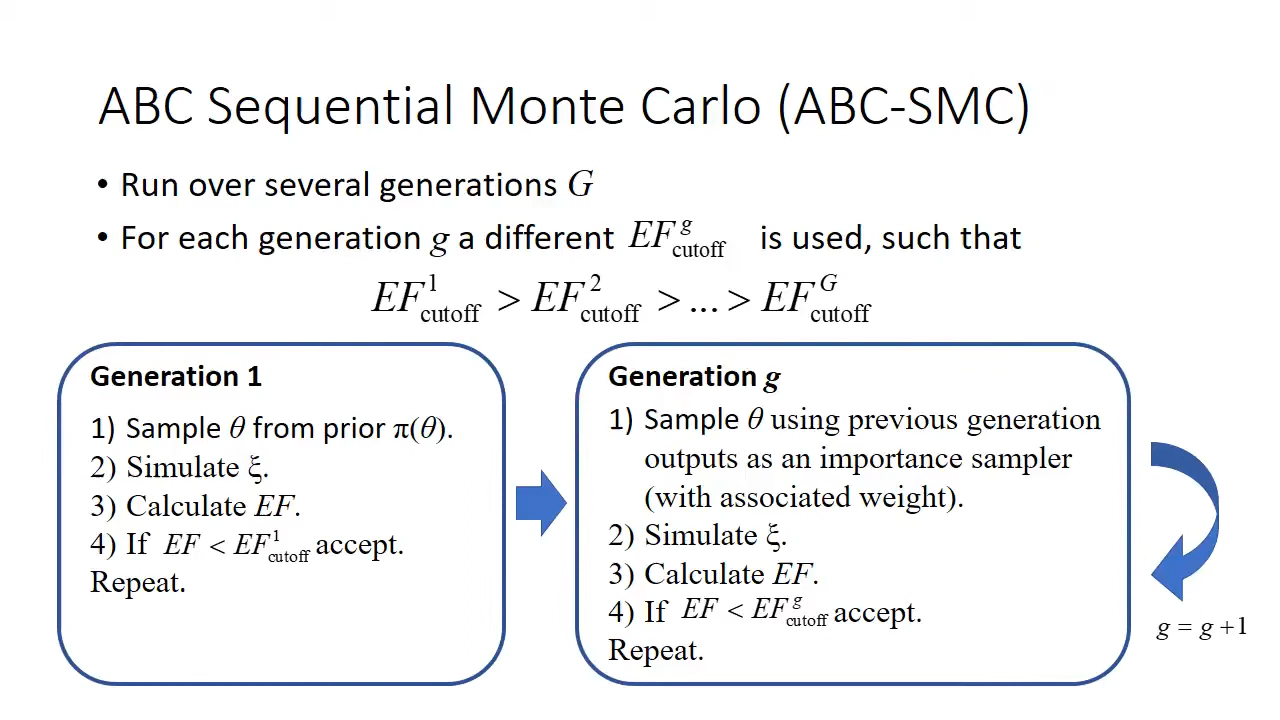 ABC Sequential Monte Carlo (ABC-SMC)
• Run over several generations G
• For each generation g a different EF^g_cutoff is used, such that
EF^1_cutoff > EF^2_cutoff > ... > EF^G_cutoff
Generation 1
1) Sample θ from prior π(θ).
2) Simulate ξ.
3) Calculate EF.
4) If EF < EF^1_cutoff accept.
Repeat.
Generation g
1) Sample θ using previous generation
outputs as an importance sampler
(with associated weight).
2) Simulate ξ.
3) Calculate EF.
4) If EF < EF^g_cutoff accept.
Repeat.
g = g +1